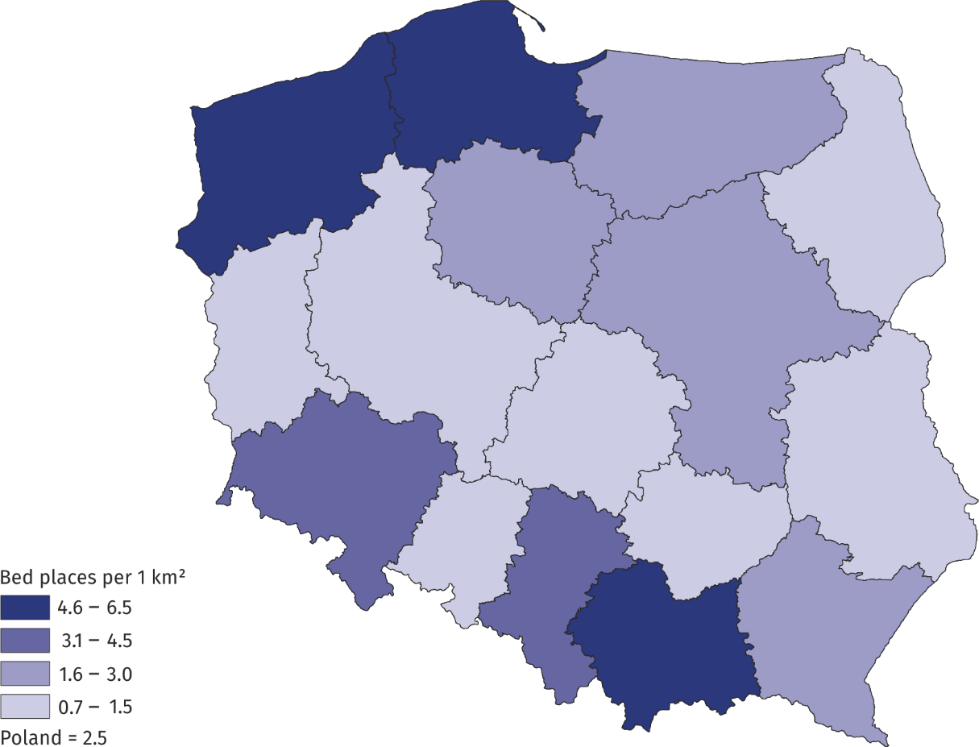 Bed places per 1 km²
4.6 – 6.5
3.1 – 4.5
1.6 – 3.0
0.7 – 1.5
Poland = 2.5